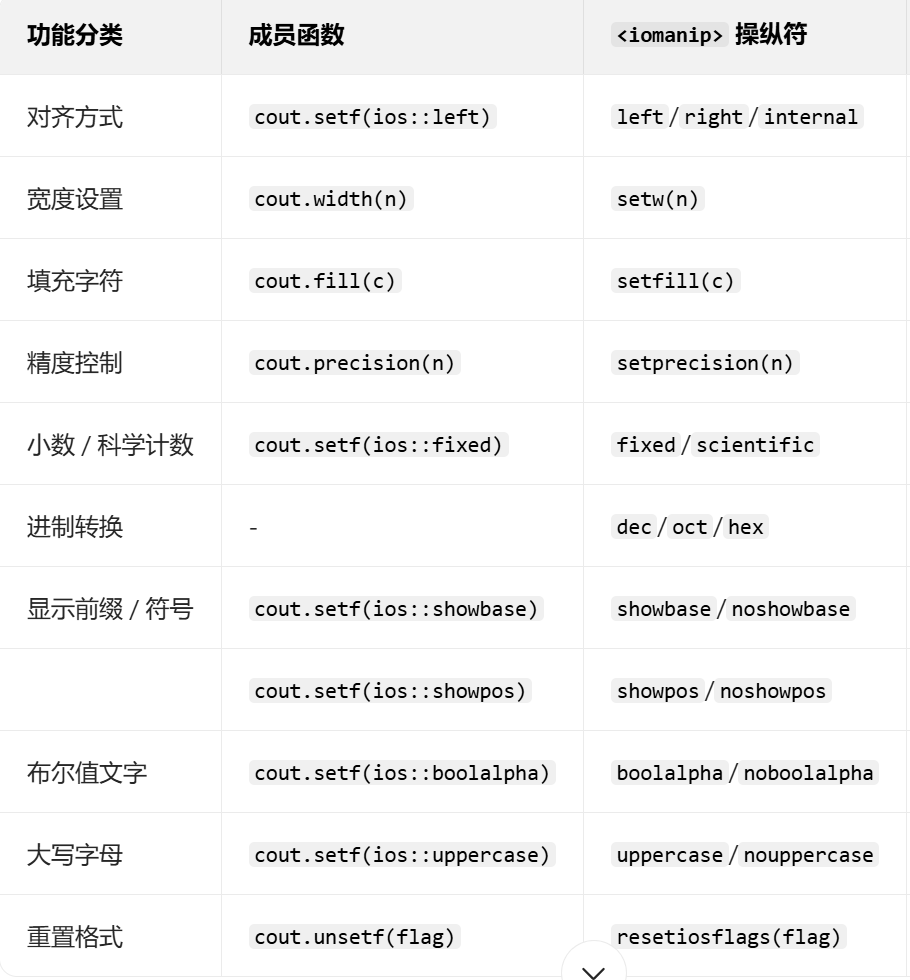 功能分类 成员函数 <iomanip> 操纵符
对齐方式 cout.setf(ios::left) left/right/internal
宽度设置 cout.width(n) setw(n)
填充字符 cout.fill(c) setfill(c)
精度控制 cout.precision(n) setprecision(n)
小数 / 科学计数 cout.setf(ios::fixed) fixed/scientific
进制转换 - dec/oct/hex
显示前缀 / 符号 cout.setf(ios::showbase) showbase/noshowbase
cout.setf(ios::showpos) showpos/noshowpos
布尔值文字 cout.setf(ios::boolalpha) boolalpha/noboolalpha
大写字母 cout.setf(ios::uppercase) uppercase/nouppercase
重置格式 cout.unsetf(flag) resetiosflags(flag)